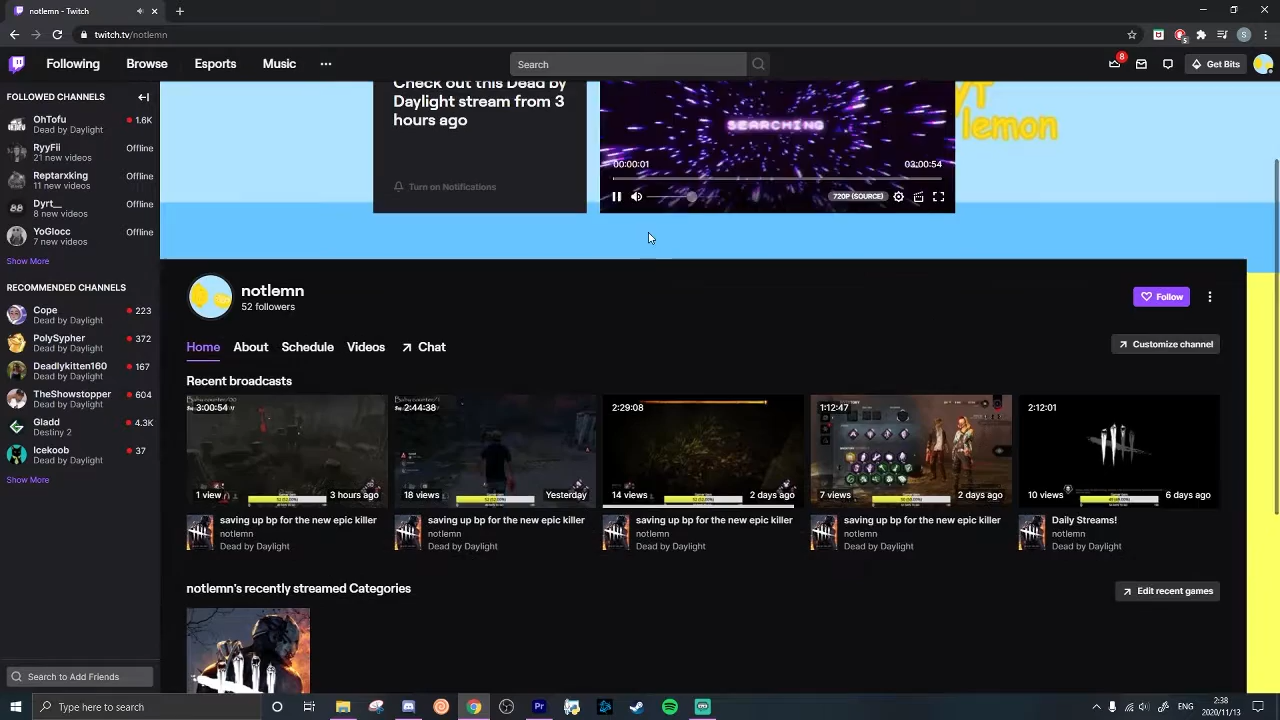 notlemn - Twitch
twitch.tv/notlemn
Following
Browse
Esports
Music
Search
8
Get Bits
FOLLOWED CHANNELS
OhTofu
1.6K
Dead by Daylight
RyyFii
Offline
21 new videos
Reptarxking
Offline
11 new videos
Dyrt__
Offline
8 new videos
YoGlocc
Offline
7 new videos
Show More
RECOMMENDED CHANNELS
Cope
223
Dead by Daylight
PolySypher
372
Dead by Daylight
Deadlykitten160
167
Dead by Daylight
TheShowstopper
604
Dead by Daylight
Gladd
4.3K
Destiny 2
Icekoob
37
Dead by Daylight
Show More
Search to Add Friends
Check out this Dead by
Daylight stream from 3
hours ago
Turn on Notifications
SEARCHING
00:00:01
03:00:54
720P (SOURCE)
lemon
notlemn
52 followers
Follow
Home
About
Schedule
Videos
Chat
Customize channel
Recent broadcasts
3:00:54
2:44:38
2:29:08
1:12:47
2:12:01
1 view
3 hours ago
18 views
Yesterday
14 views
2 days ago
7 views
2 days ago
10 views
6 days ago
saving up bp for the new epic killer
notlemn
Dead by Daylight
saving up bp for the new epic killer
notlemn
Dead by Daylight
saving up bp for the new epic killer
notlemn
Dead by Daylight
saving up bp for the new epic killer
notlemn
Dead by Daylight
Daily Streams!
notlemn
Dead by Daylight
notlemn's recently streamed Categories
Edit recent games
Type here to search
ENG
2:38
2020/11/13